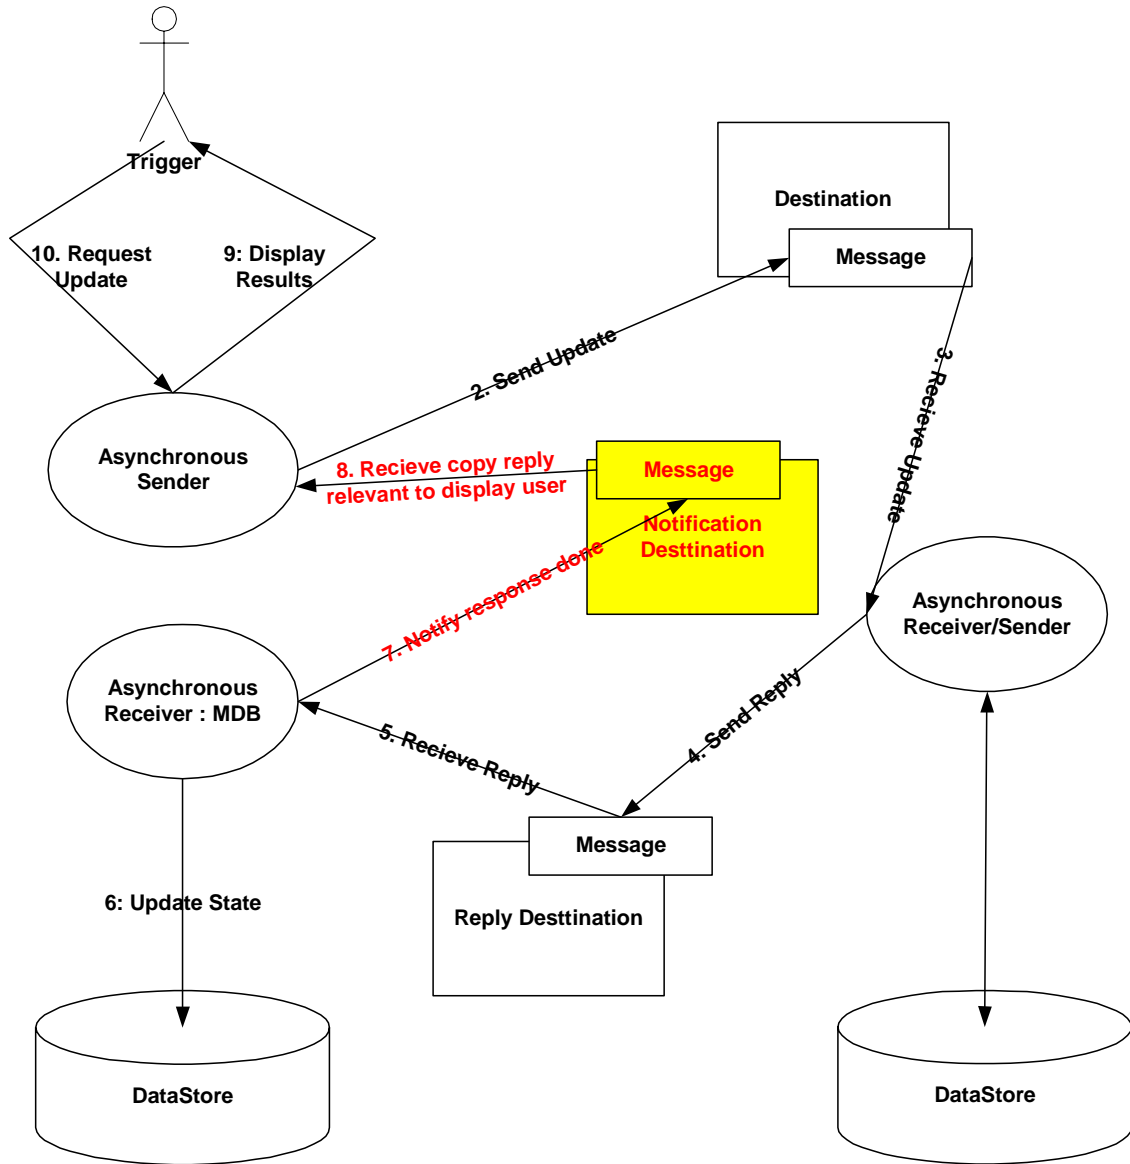 Trigger
10. Request
Update
9: Display
Results
Destination
Message
2. Send Update
3. Recieve Update
Asynchronous
Sender
8. Recieve copy reply
relevant to display user
Message
Notification
Desttination
7. Notify response done
Asynchronous
Receiver/Sender
Asynchronous
Receiver : MDB
5. Recieve Reply
4. Send Reply
Message
Reply Desttination
6: Update State
DataStore
DataStore